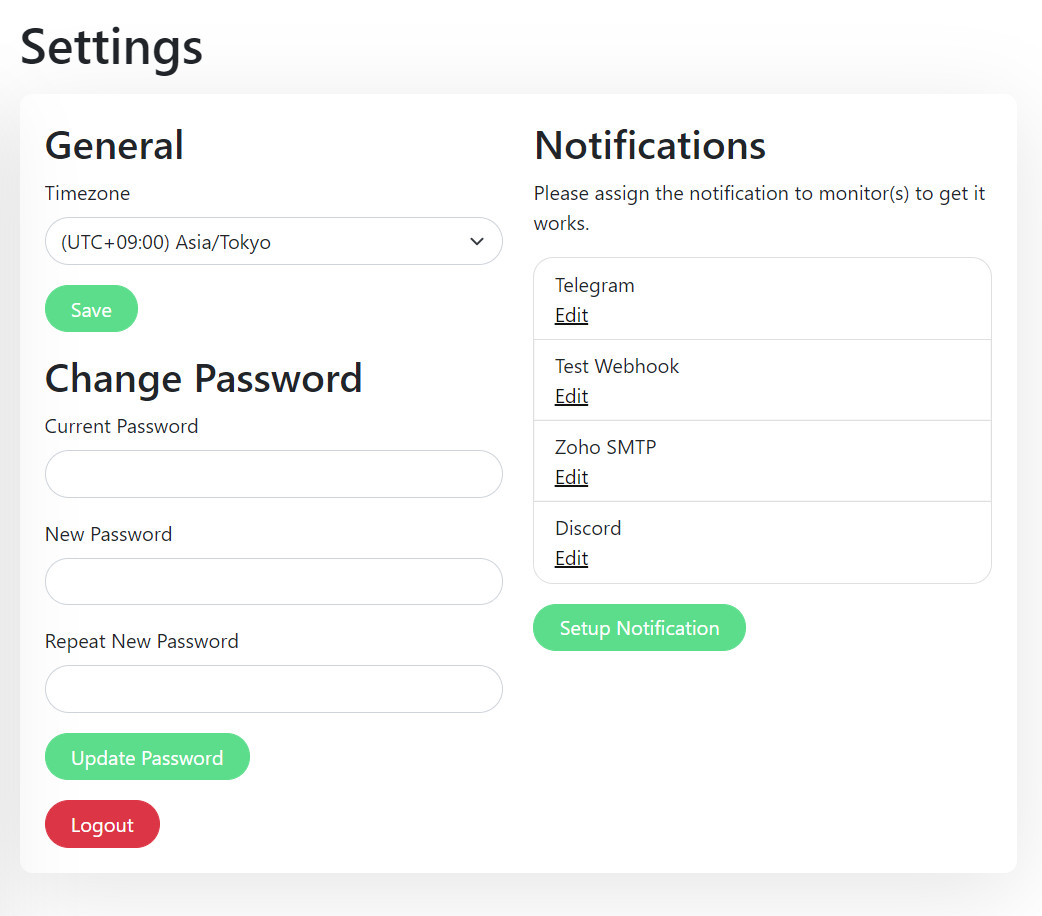 Settings
General
Timezone
(UTC+09:00) Asia/Tokyo
Save
Change Password
Current Password
New Password
Repeat New Password
Update Password
Logout
Notifications
Please assign the notification to monitor(s) to get it
works.
Telegram
Edit
Test Webhook
Edit
Zoho SMTP
Edit
Discord
Edit
Setup Notification